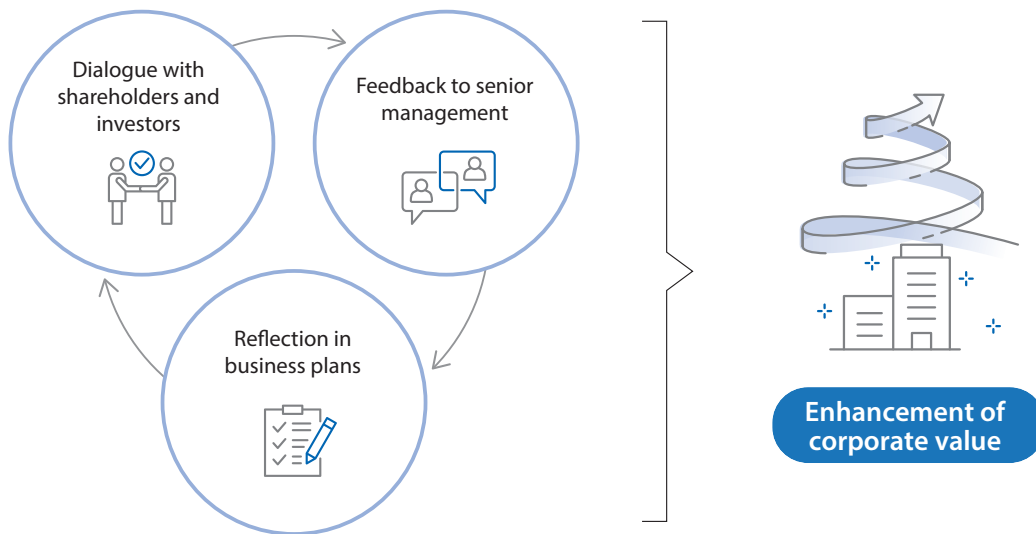 Dialogue with
shareholders and
investors
Feedback to senior
management
Reflection in
business plans
Enhancement of
corporate value